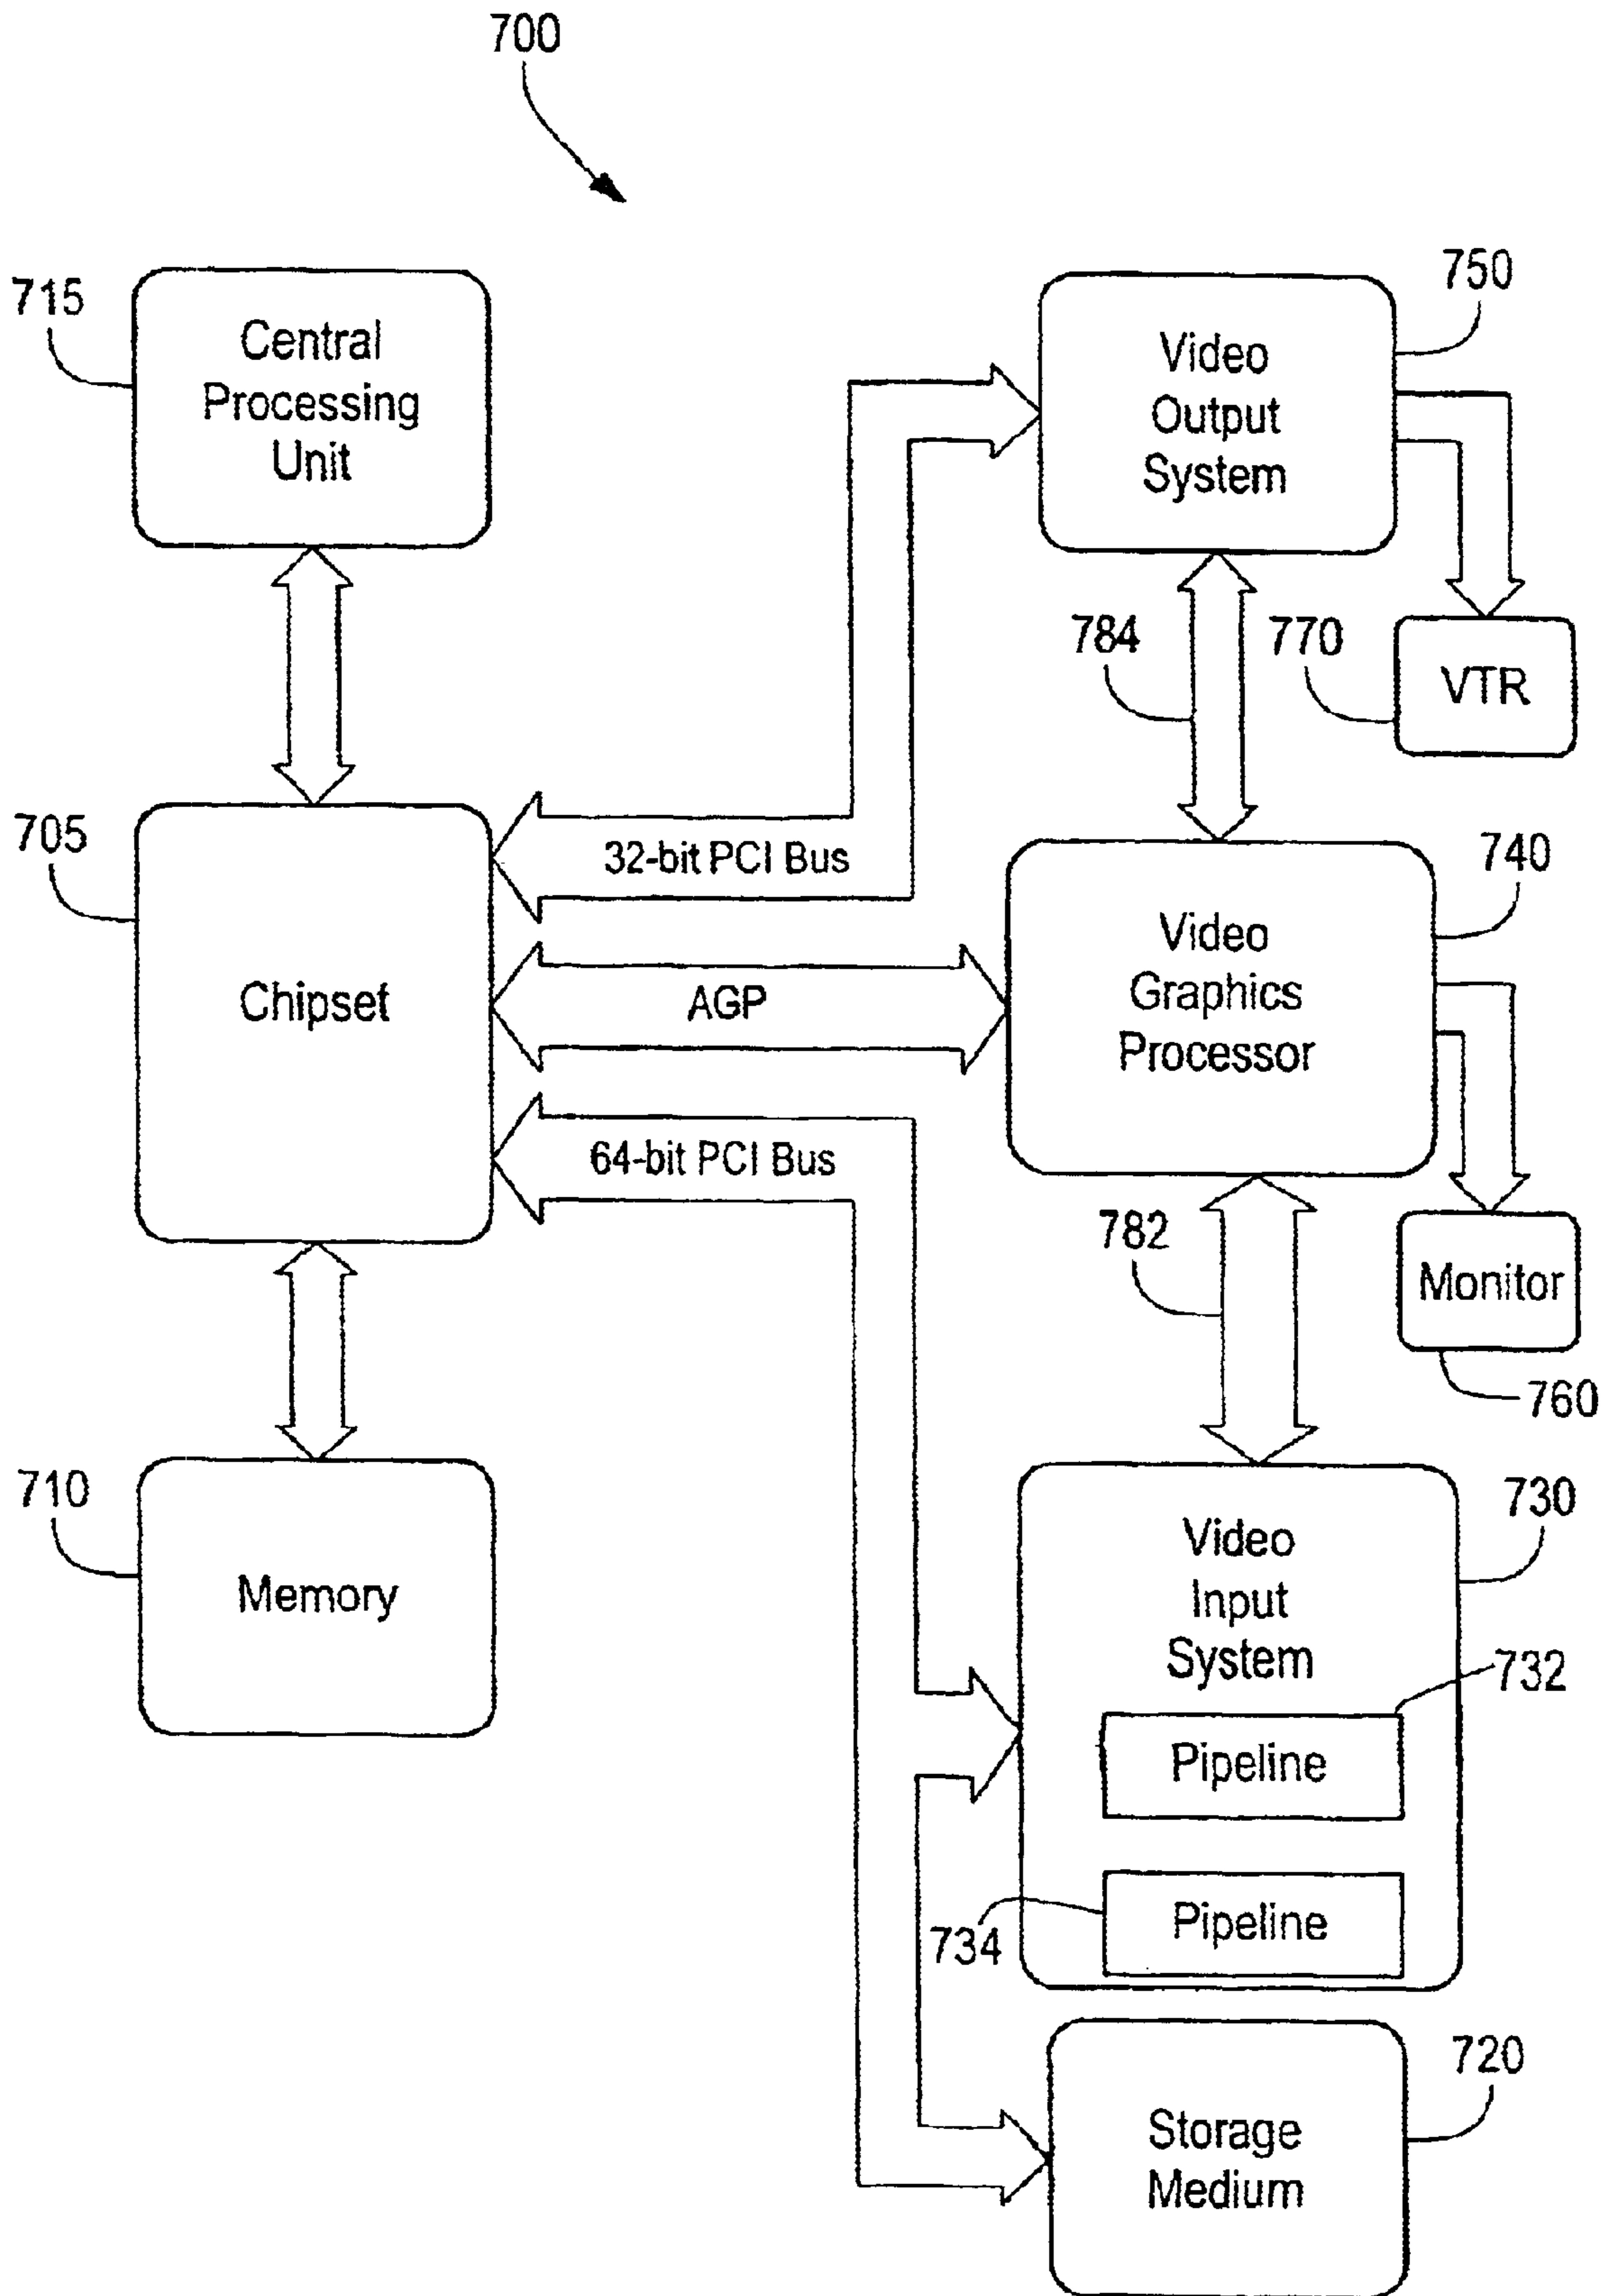 700
715
Central
Processing
Unit
750
Video
Output
System
784
770
VTR
705
Chipset
32-bit PCI Bus
AGP
64-bit PCI Bus
740
Video
Graphics
Processor
782
Monitor
760
710
Memory
730
Video
Input
System
732
Pipeline
734
Pipeline
720
Storage
Medium